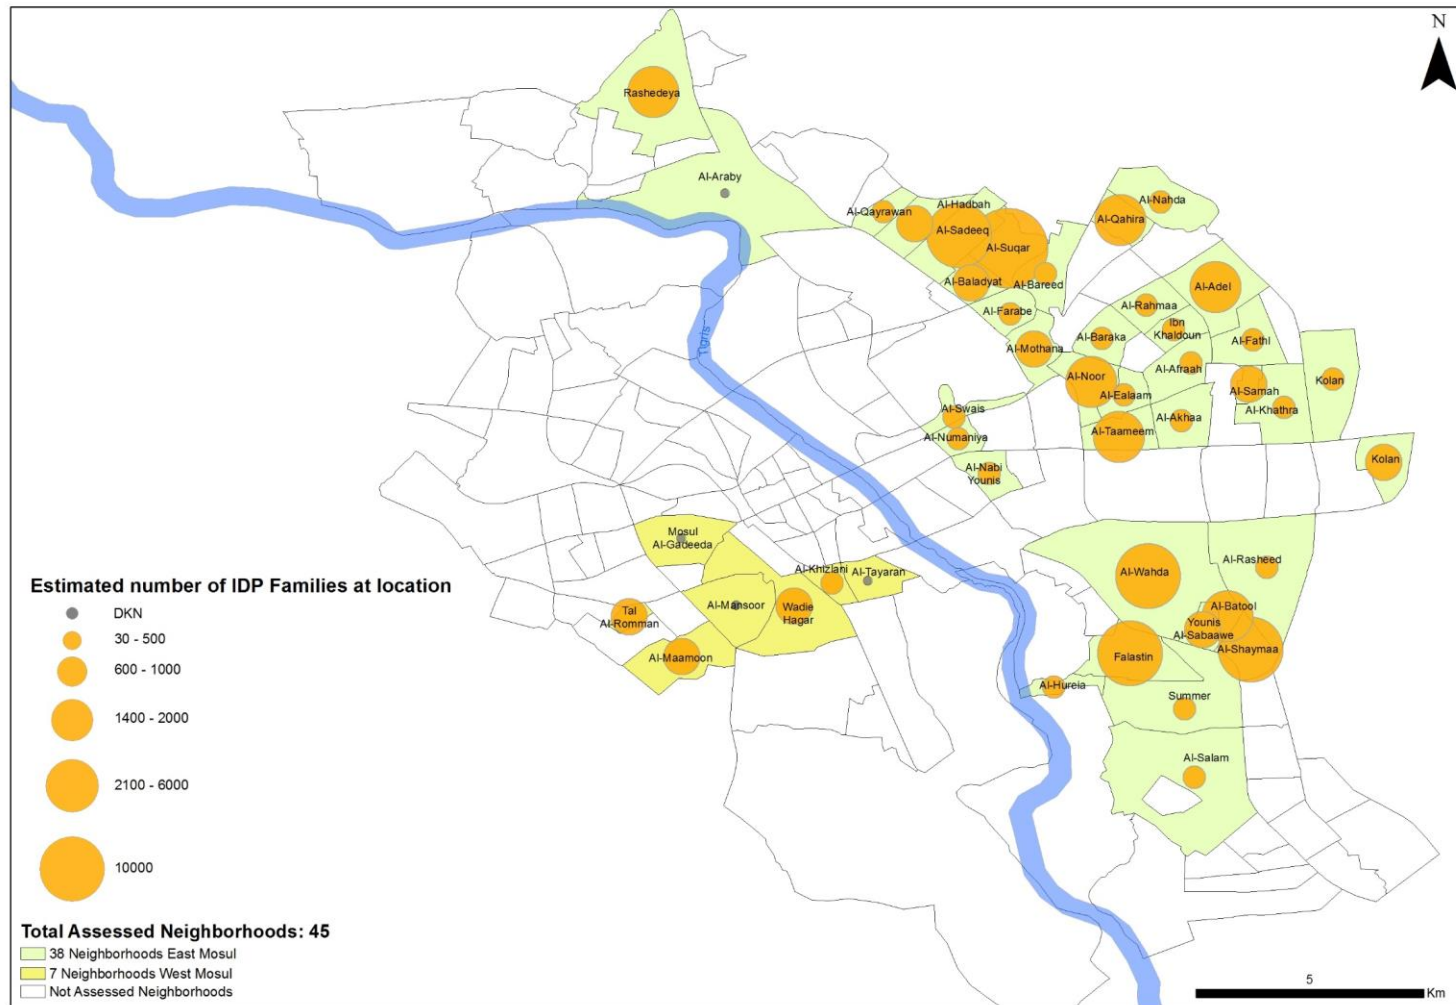 N
Rashedeya
Al-Araby
Al-Nahda
Al-Hadbah
Al-Qayrawan
Al-Qahira
Al-Sadeeq
Al-Suqar
Al-Baladyat
Al-Bareed
Al-Adel
Al-Rahmaa
Al-Farabe
Ibn
Khaldoun
Al-Baraka
Al-Fathl
Al-Mothana
Al-Afraah
Al-Noor
Kolan
Al-Samah
Al-Ealaam
Al-Khathra
Al-Swais
Al-Akhaa
Al-Taameem
Al-Numaniya
Kolan
Al-Nabi
Younis
Tigris
Mosul
Al-Gadeeda
Al-Rasheed
Al-Khizlani
Al-Tayaran
Al-Wahda
Al-Mansoor
Wadie
Hagar
Tal
Al-Romman
Al-Batool
Younis
Al-Sabaawe
Al-Shaymaa
Al-Maamoon
Falastin
Al-Hureia
Summer
Al-Salam
Estimated number of IDP Families at location
DKN
30 - 500
600 - 1000
1400 - 2000
2100 - 6000
10000
Total Assessed Neighborhoods: 45
38 Neighborhoods East Mosul
7 Neighborhoods West Mosul
Not Assessed Neighborhoods
5
Km